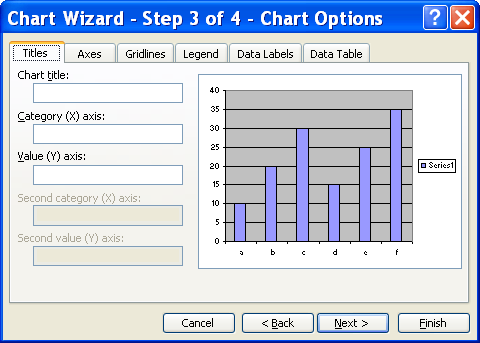 Chart Wizard - Step 3 of 4 - Chart Options
Titles Axes Gridlines Legend Data Labels Data Table
Chart title:
Category (X) axis:
Value (Y) axis:
Second category (X) axis:
Second value (Y) axis:
40
35
30
25
20
15
10
5
0
a b c d e f
Series1
Cancel < Back Next > Finish